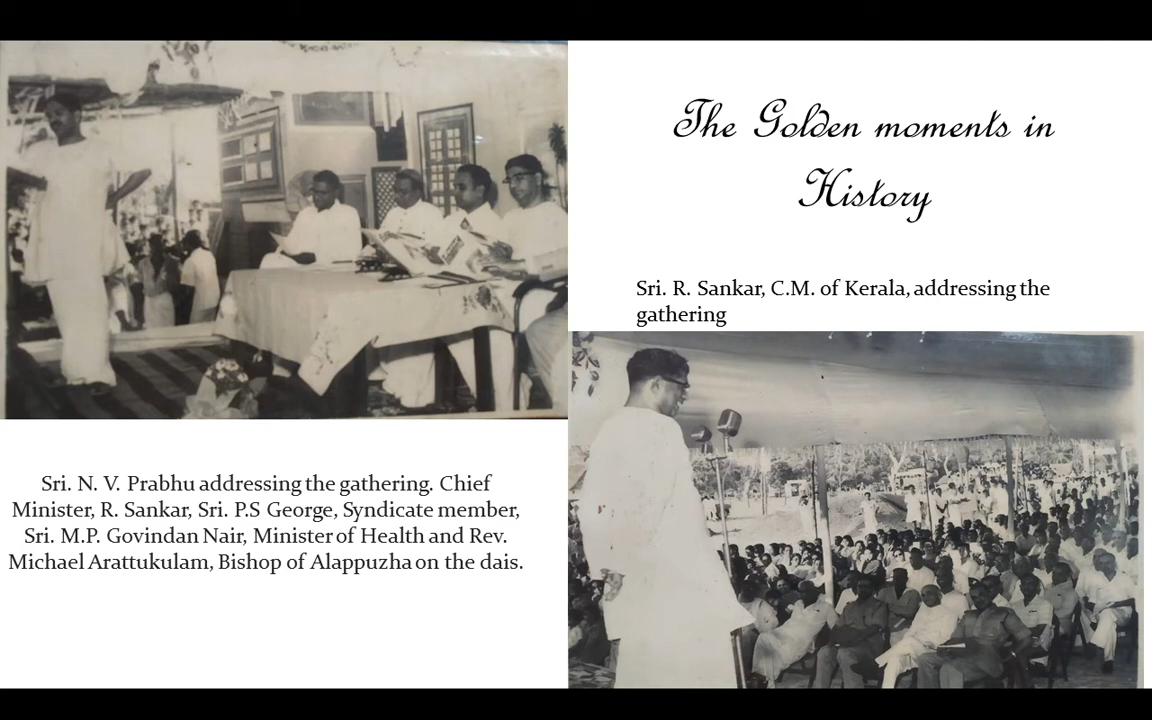 The Golden moments in
History
Sri. R. Sankar, C.M. of Kerala, addressing the
gathering
Sri. N. V. Prabhu addressing the gathering. Chief
Minister, R. Sankar, Sri. P.S George, Syndicate member,
Sri. M.P. Govindan Nair, Minister of Health and Rev.
Michael Arattukulam, Bishop of Alappuzha on the dais.